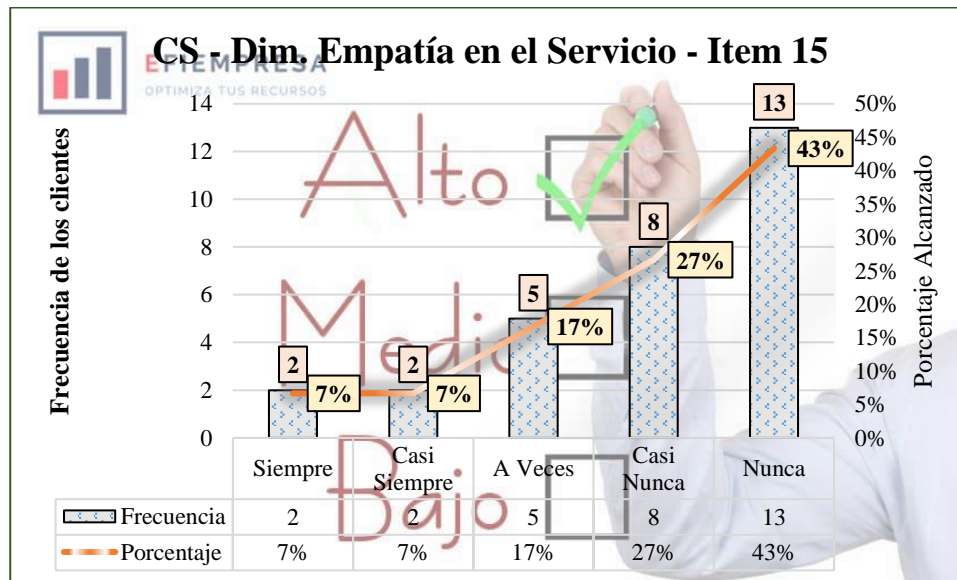 CS - Dim. Empatía en el Servicio - Item 15
EFIEMPRESA
OPTIMIZA TUS RECURSOS
Frecuencia de los clientes
14
12
10
8
6
4
2
0
Alto
Medio
Bajo
2
2
5
8
13
7%
7%
17%
27%
43%
50%
45%
40%
35%
30%
25%
20%
15%
10%
5%
0%
Porcentaje Alcanzado
Siempre
Casi
Siempre
A Veces
Casi
Nunca
Nunca
Frecuencia 2 2 5 8 13
Porcentaje 7% 7% 17% 27% 43%